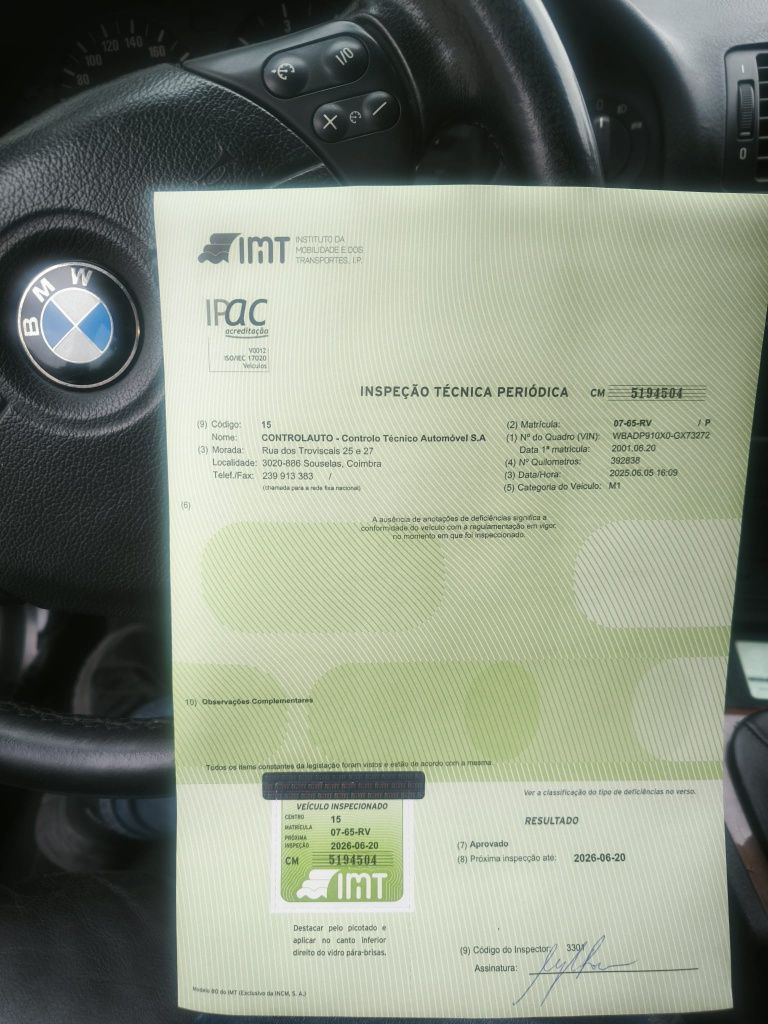 80 100 120 140 160
3
I/O
BMW
I
0
0
IMT INSTITUTO DA
MOBILIDADE E DOS
TRANSPORTES, I.P.
IPac
acreditação
V0012
ISO/IEC 17020
Veículos
INSPEÇÃO TÉCNICA PERIÓDICA CM 5194504
(9) Código: 15
Nome: CONTROLAUTO - Controlo Técnico Automóvel S.A
(3) Morada: Rua dos Troviscais 25 e 27
Localidade: 3020-886 Souselas, Coimbra
Telef./Fax: 239 913 383 /
(chamada para a rede fixa nacional)
(2) Matrícula: 07-65-RV / P
(1) Nº do Quadro (VIN): WBADP910X0-GX73272
Data 1ª matricula: 2001.06.20
(4) Nº Quilometros: 392838
(3) Data/Hora: 2025.06.05 16:09
(5) Categoria do Veículo: M1
(6)
A ausência de anotações de deficiências significa a
conformidade do veículo com a regulamentação em vigor,
no momento em que foi inspeccionado.
10) Observações Complementares
Todos os itens constantes da legislação foram vistos e estão de acordo com a mesma
Ver a classificação do tipo de deficiências no verso.
VEÍCULO INSPECIONADO
CENTRO 15
MATRÍCULA 07-65-RV
PRÓXIMA
INSPEÇÃO 2026-06-20
CM 5194504
IMT
RESULTADO
(7) Aprovado
(8) Próxima inspecção até: 2026-06-20
Destacar pelo picotado e
aplicar no canto inferior
direito do vidro pára-brisas.
(9) Código do Inspector: 3301
Assinatura:
Modelo 80 do IMT (Exclusivo da INCM, S. A.)